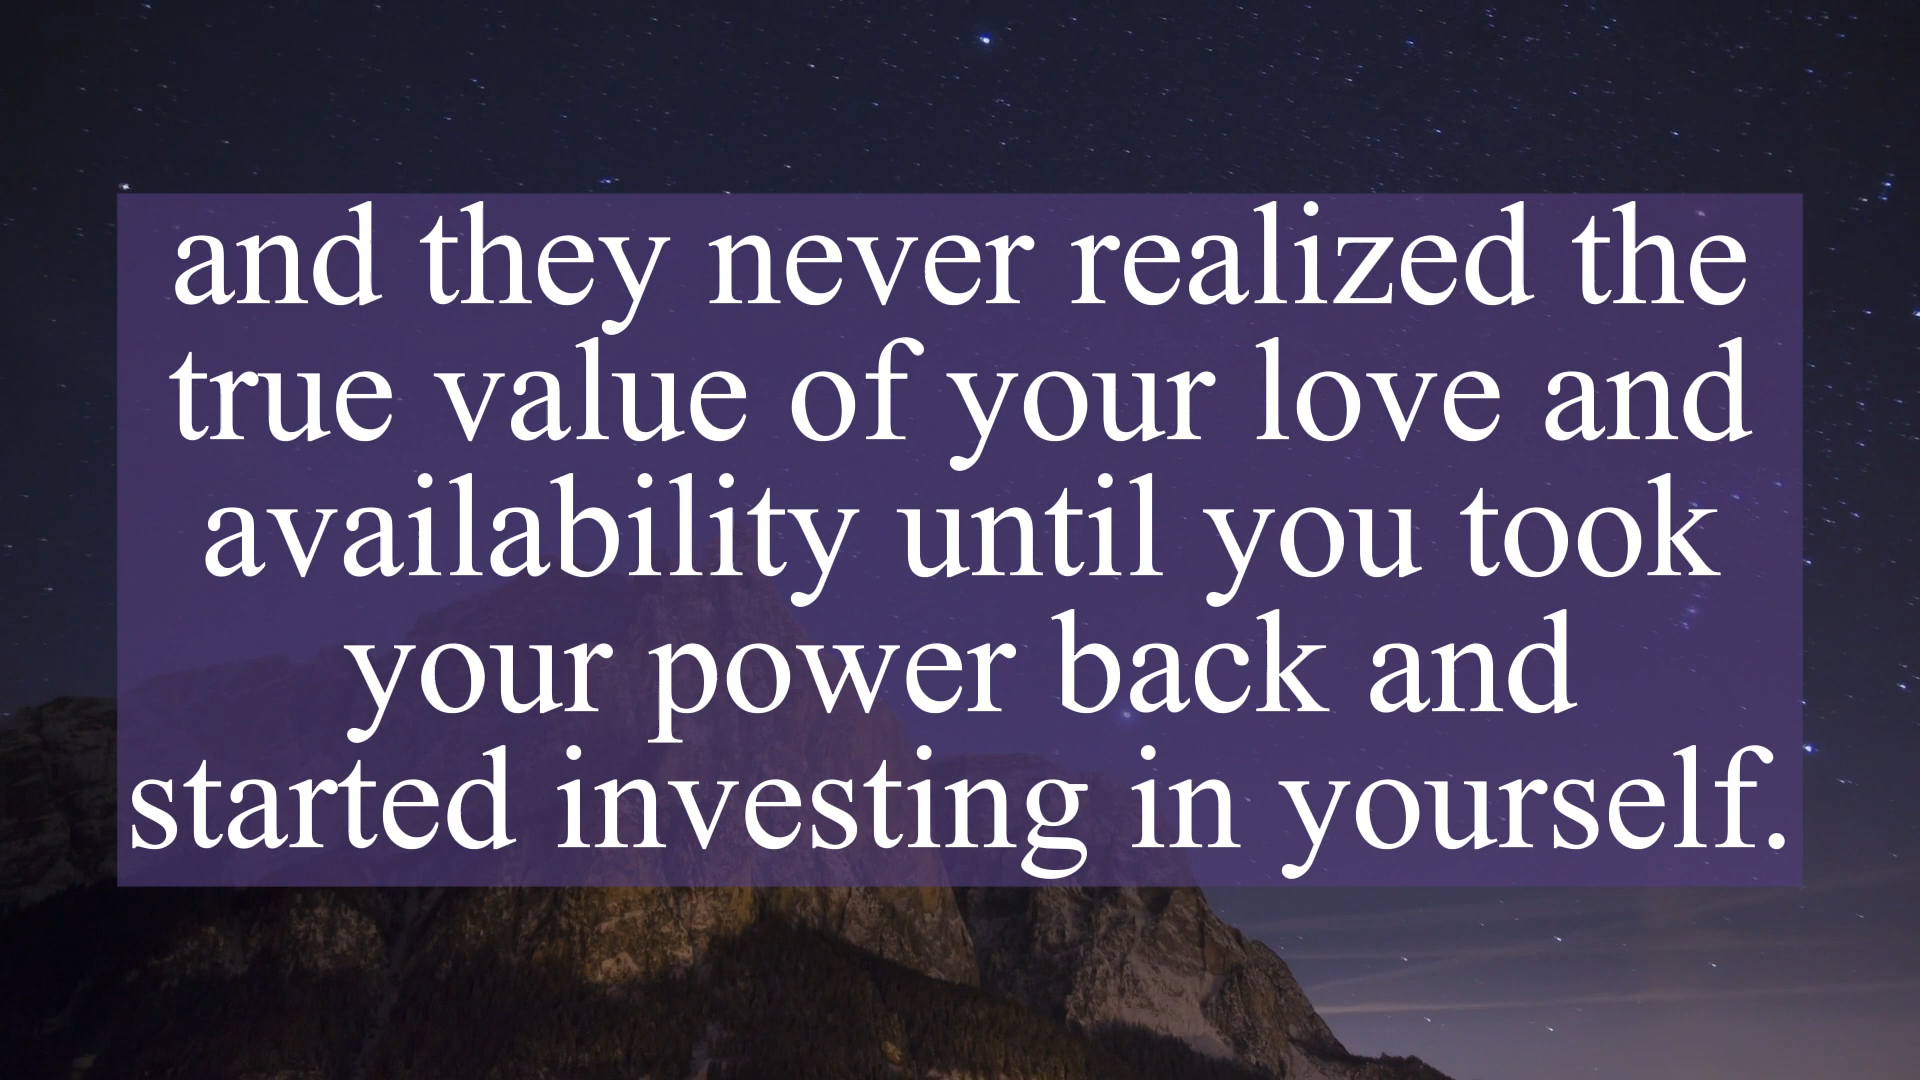 and they never realized the
true value of your love and
availability until you took
your power back and
started investing in yourself.